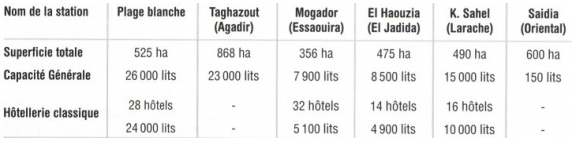 Nom de la station Plage blanche Taghazout (Agadir) Mogador (Essaouira) El Haouzia (El Jadida) K. Sahel (Larache) Saidia (Oriental)
Superficie totale 525 ha 868 ha 356 ha 475 ha 490 ha 600 ha
Capacité Générale 26 000 lits 23 000 lits 7 900 lits 8 500 lits 15 000 lits 150 lits
Hôtellerie classique 28 hôtels - 32 hôtels 14 hôtels 16 hôtels -
24 000 lits - 5 100 lits 4 900 lits 10 000 lits -